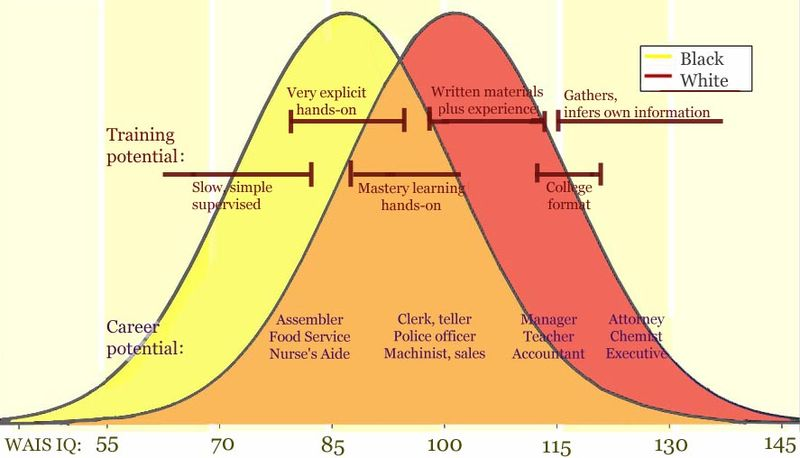 Black
White
Very explicit
hands-on
Written materials
plus experience
Gathers,
infers own information
Training
potential:
Slow, simple
supervised
Mastery learning
hands-on
College
format
Career
potential:
Assembler
Food Service
Nurse's Aide
Clerk, teller
Police officer
Machinist, sales
Manager
Teacher
Accountant
Attorney
Chemist
Executive
WAIS IQ: 55 70 85 100 115 130 145